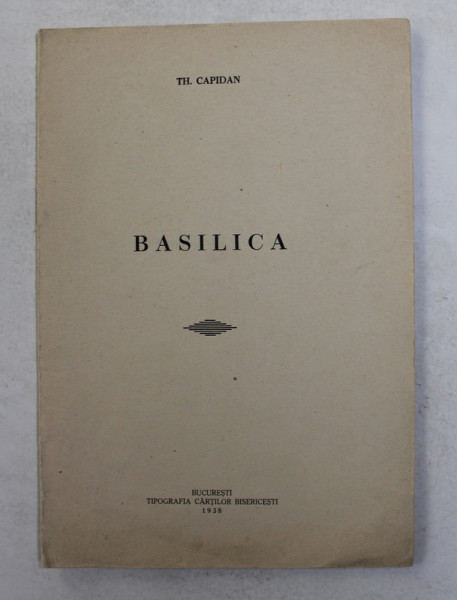 TH. CAPIDAN
BASILICA
BUCUREȘTI
TIPOGRAFIA CĂRȚILOR BISERICEȘTI
1938